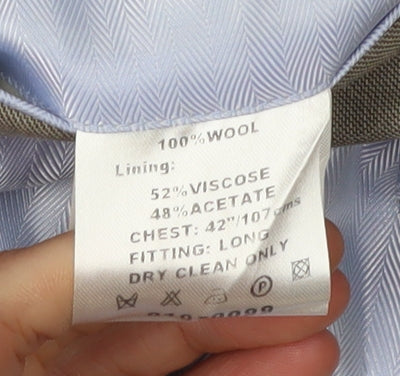 100%WOOL
Lining:
52%VISCOSE
48%ACETATE
CHEST: 42"/107cms
FITTING: LONG
DRY CLEAN ONLY
P